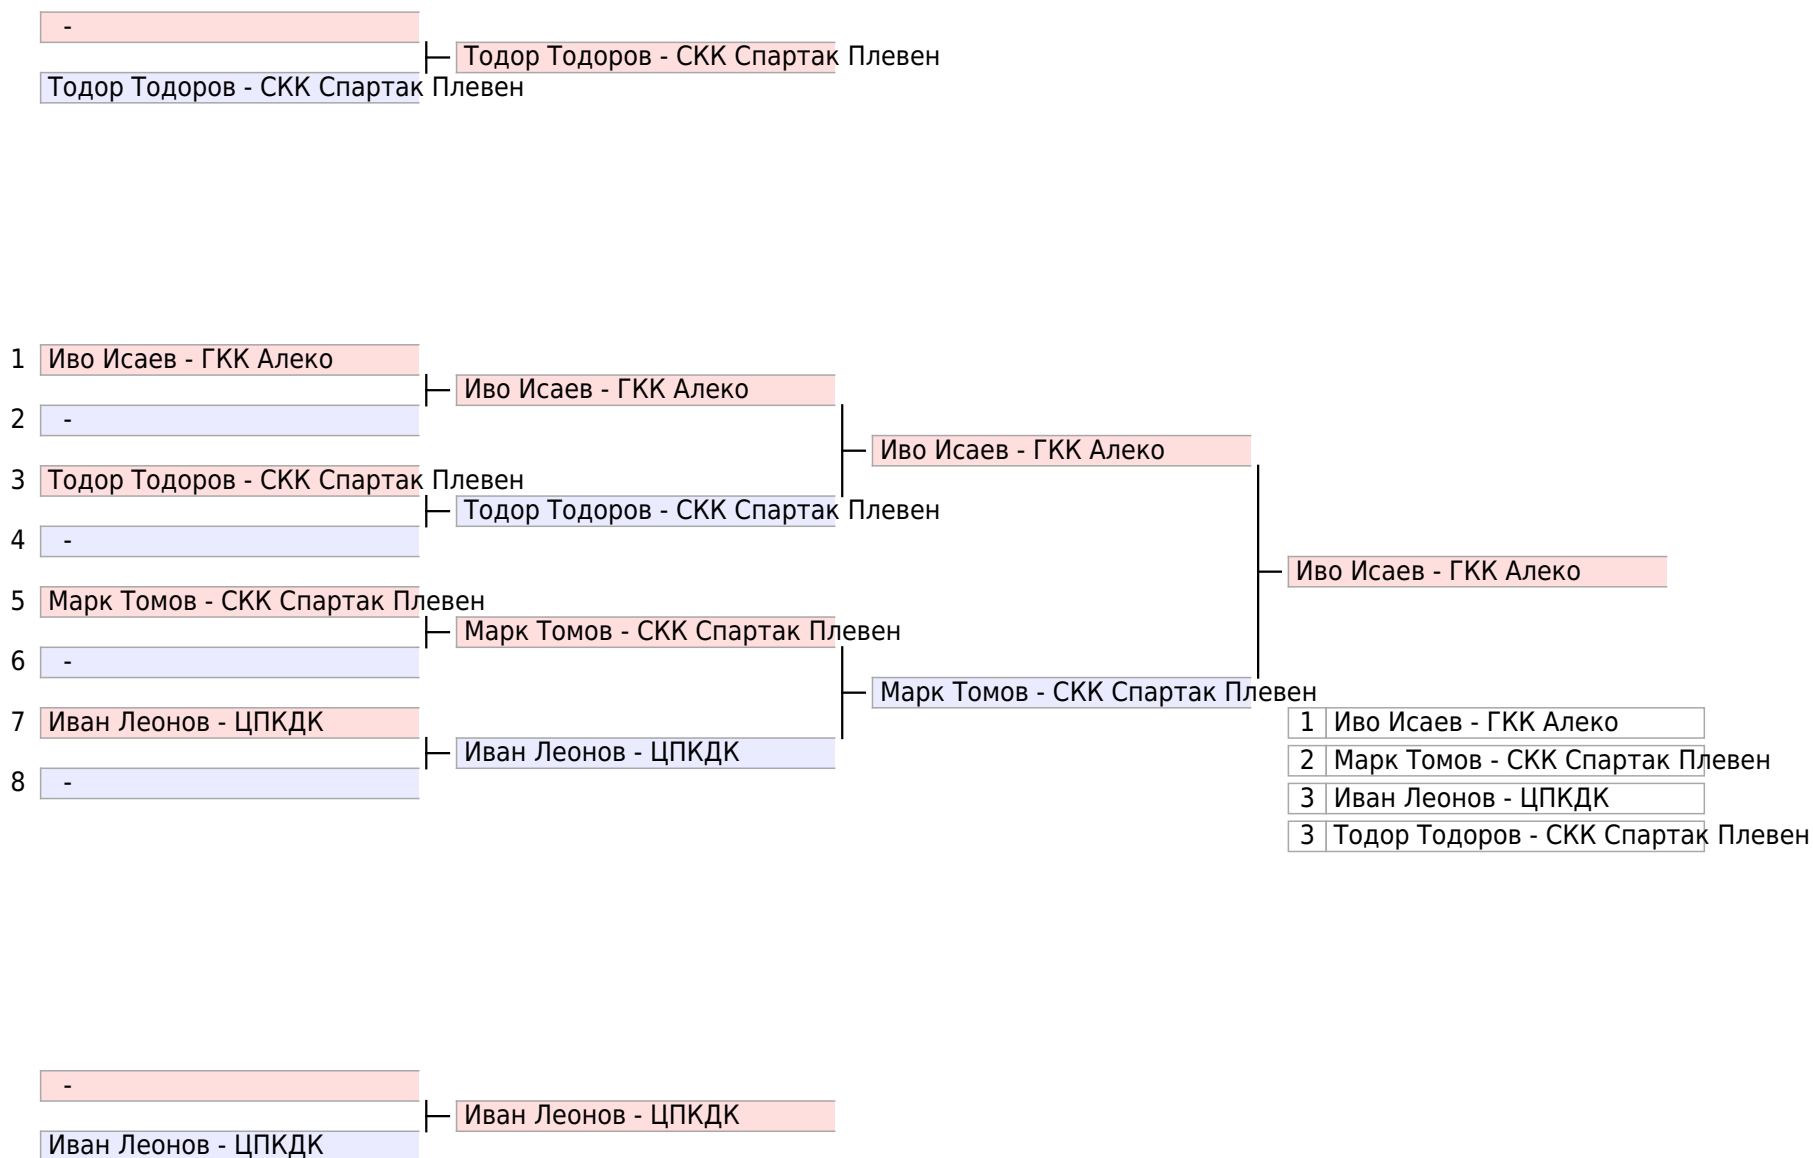 -
Тодор Тодоров - СКК Спартак Плевен
Тодор Тодоров - СКК Спартак Плевен
1 Иво Исаев - ГКК Алеко
Иво Исаев - ГКК Алеко
2 -
Иво Исаев - ГКК Алеко
3 Тодор Тодоров - СКК Спартак Плевен
Тодор Тодоров - СКК Спартак Плевен
4 -
Иво Исаев - ГКК Алеко
5 Марк Томов - СКК Спартак Плевен
Марк Томов - СКК Спартак Плевен
6 -
Марк Томов - СКК Спартак Плевен
7 Иван Леонов - ЦПКДК
1 Иво Исаев - ГКК Алеко
Иван Леонов - ЦПКДК
2 Марк Томов - СКК Спартак Плевен
8 -
3 Иван Леонов - ЦПКДК
3 Тодор Тодоров - СКК Спартак Плевен
-
Иван Леонов - ЦПКДК
Иван Леонов - ЦПКДК